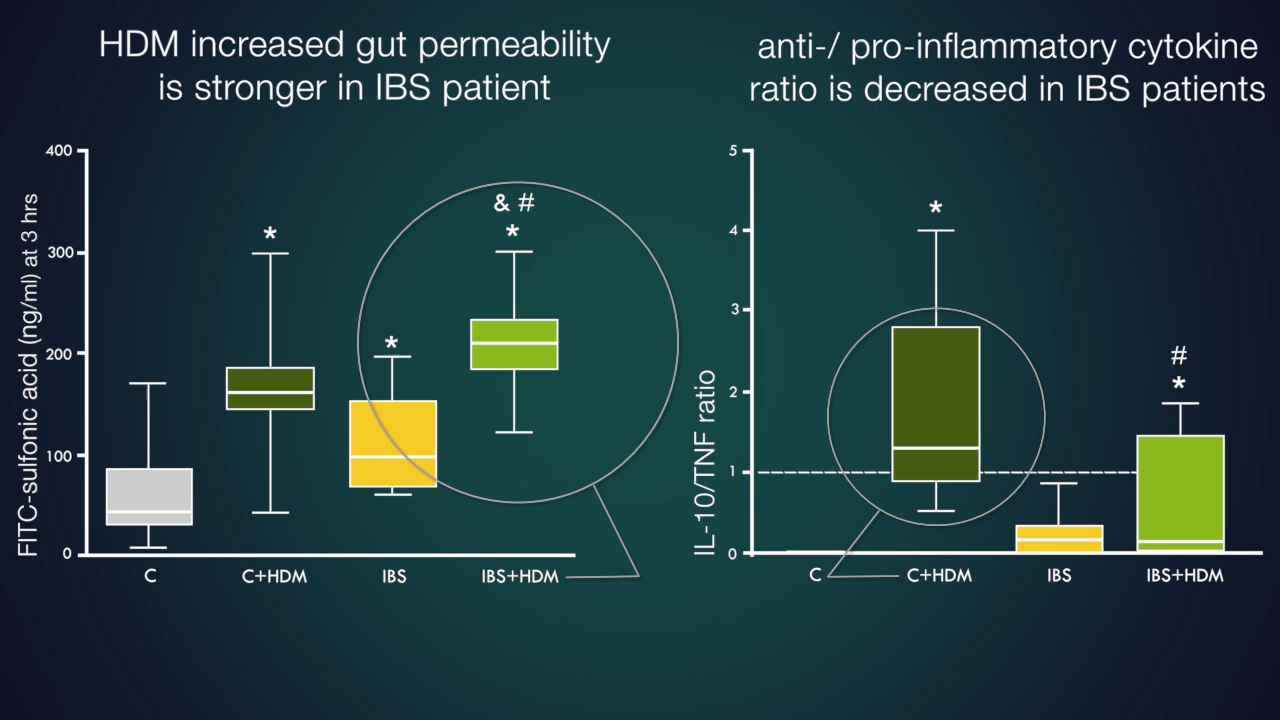 HDM increased gut permeability
is stronger in IBS patient
FITC-sulfonic acid (ng/ml) at 3 hrs
400
300
200
100
0
*
*
& #
*
C
C+HDM
IBS
IBS+HDM
anti-/ pro-inflammatory cytokine
ratio is decreased in IBS patients
IL-10/TNF ratio
5
4
3
2
1
0
*
#
*
C
C+HDM
IBS
IBS+HDM